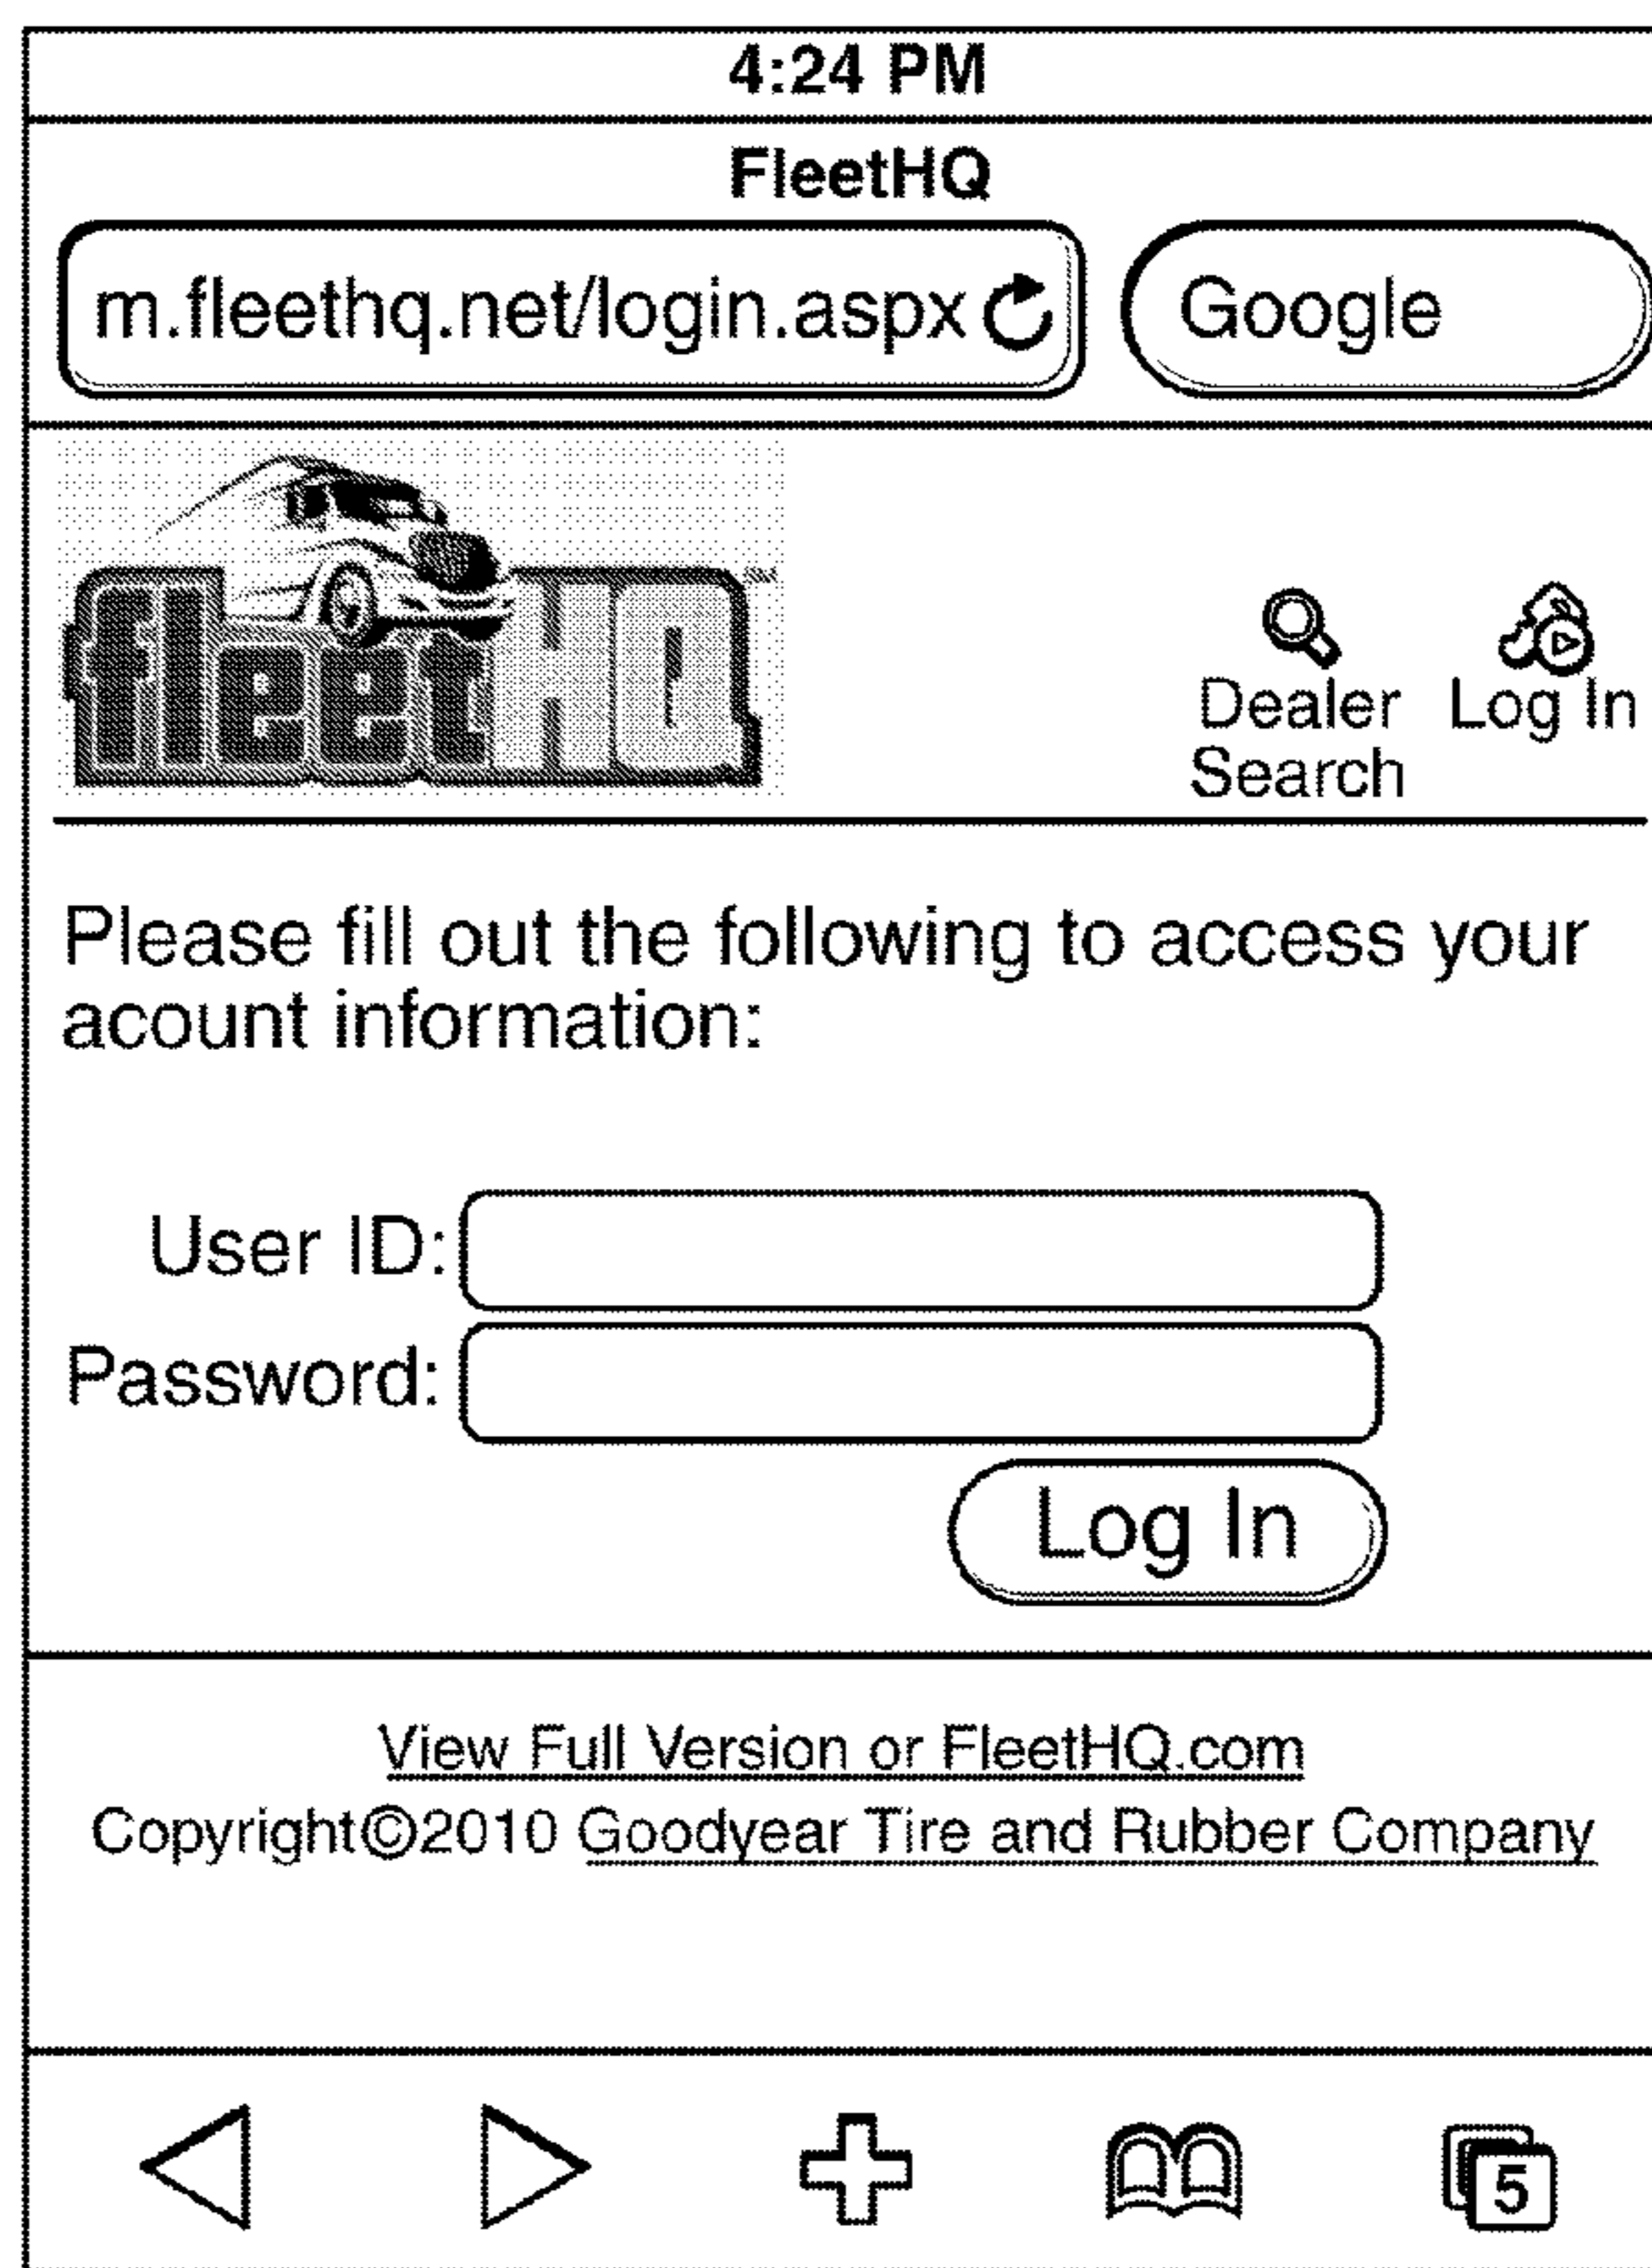 4:24 PM
FleetHQ
m.fleethq.net/login.aspx Google
fleetHQ
Dealer Log In
Search
Please fill out the following to access your
acount information:
User ID:
Password:
Log In
View Full Version or FleetHQ.com
Copyright©2010 Goodyear Tire and Rubber Company
5